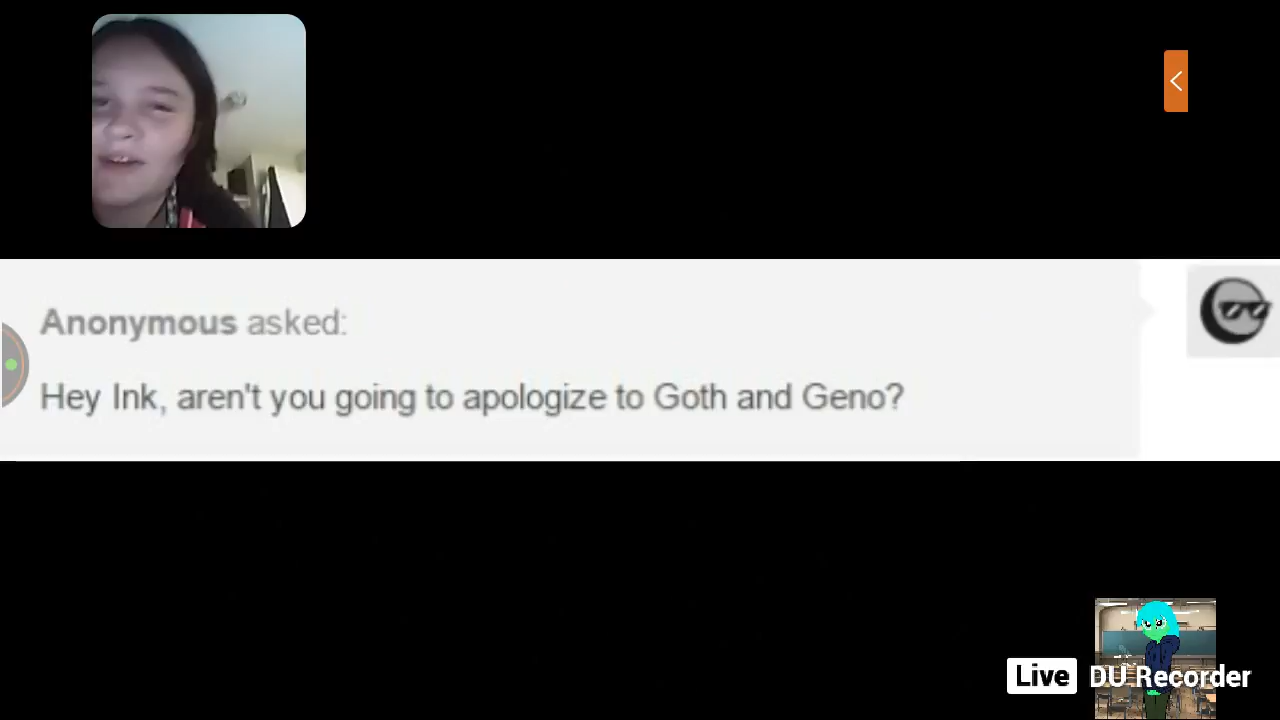 Anonymous asked:
Hey Ink, aren't you going to apologize to Goth and Geno?
Live DU Recorder